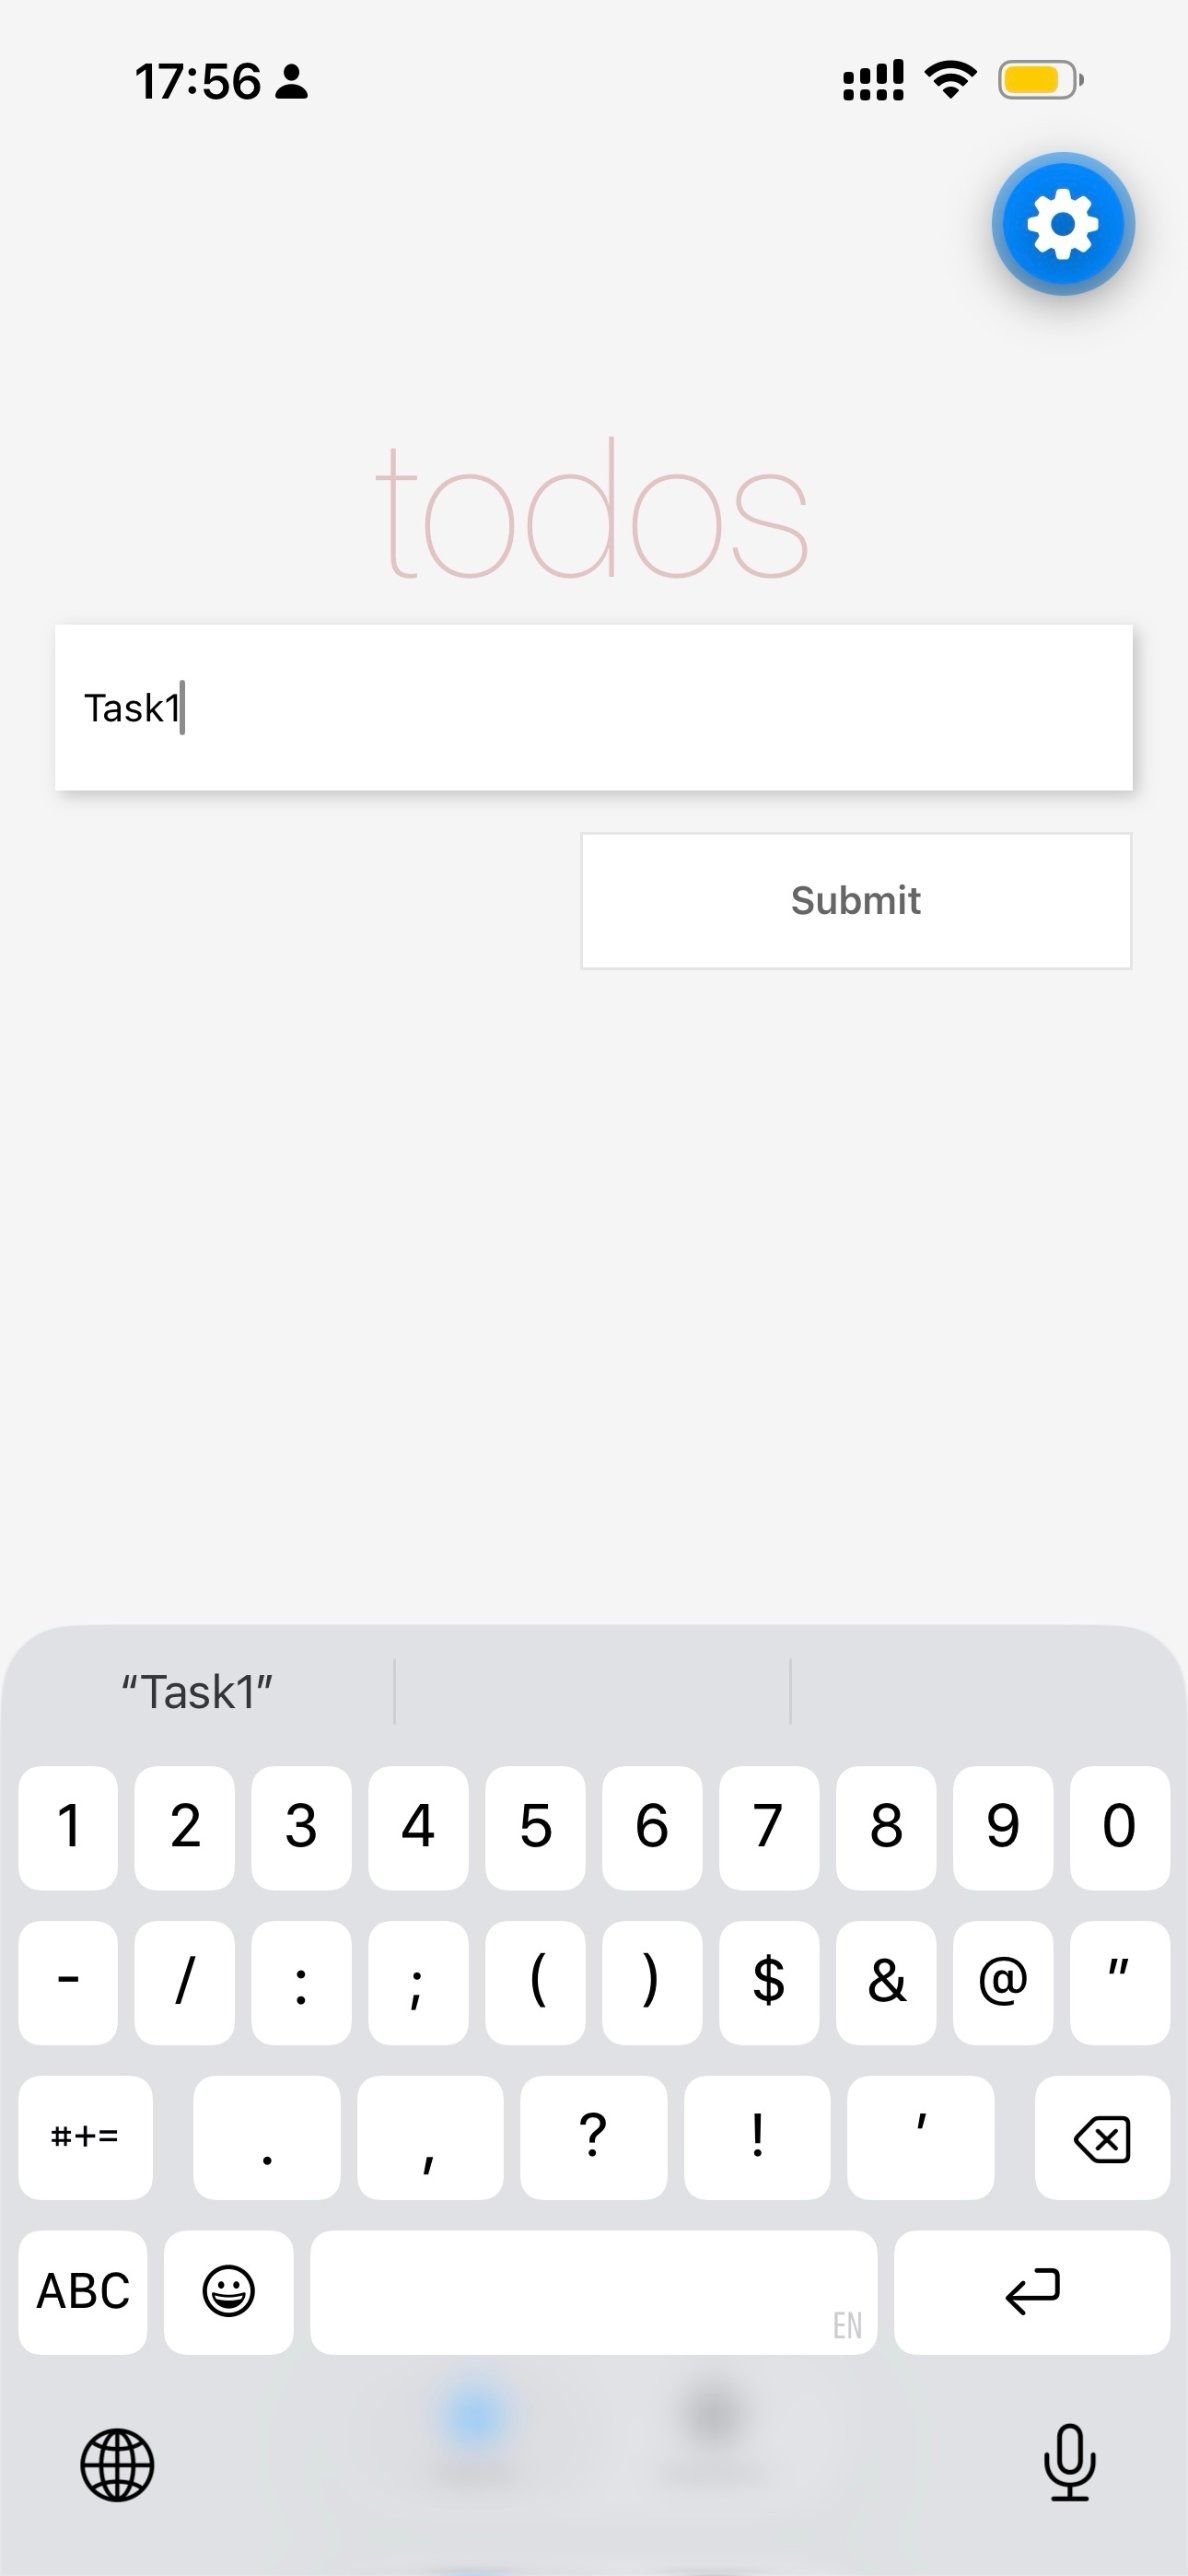 17:56
todos
Task1
Submit
“Task1”
1 2 3 4 5 6 7 8 9 0
- / : ; ( ) $ & @ "
#+= . , ? ! '
ABC EN